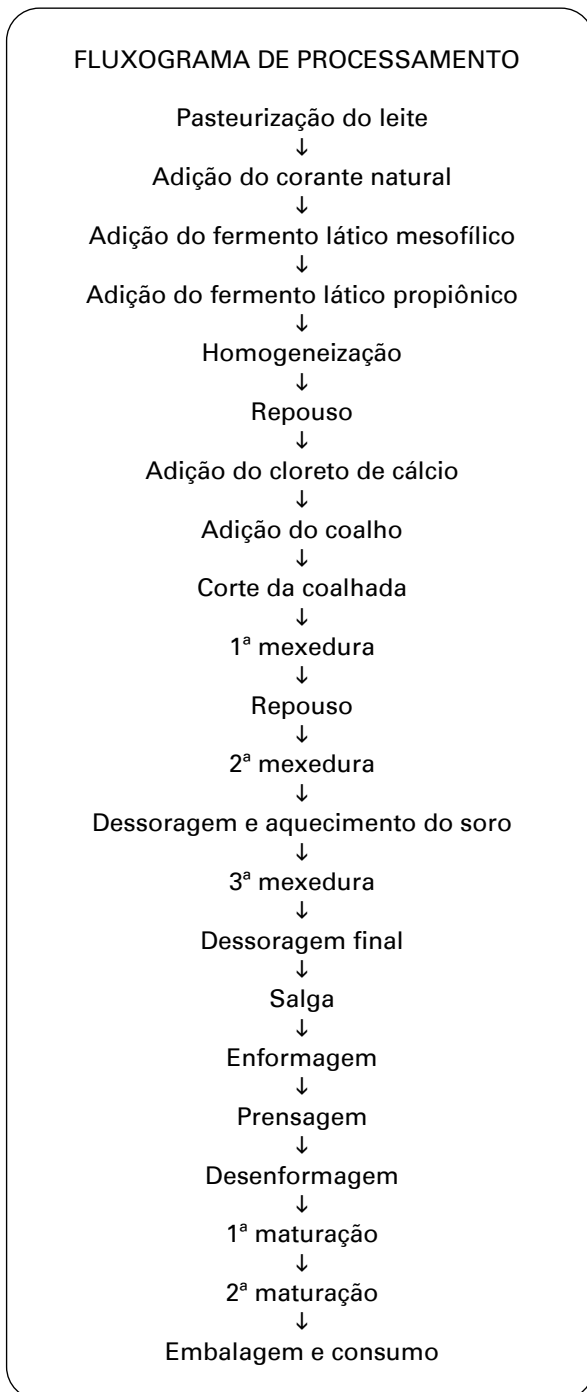 FLUXOGRAMA DE PROCESSAMENTO
Pasteurização do leite
↓
Adição do corante natural
↓
Adição do fermento lático mesofílico
↓
Adição do fermento lático propiônico
↓
Homogeneização
↓
Repouso
↓
Adição do cloreto de cálcio
↓
Adição do coalho
↓
Corte da coalhada
↓
1ª mexedura
↓
Repouso
↓
2ª mexedura
↓
Dessoragem e aquecimento do soro
↓
3ª mexedura
↓
Dessoragem final
↓
Salga
↓
Enformagem
↓
Prensagem
↓
Desenformagem
↓
1ª maturação
↓
2ª maturação
↓
Embalagem e consumo